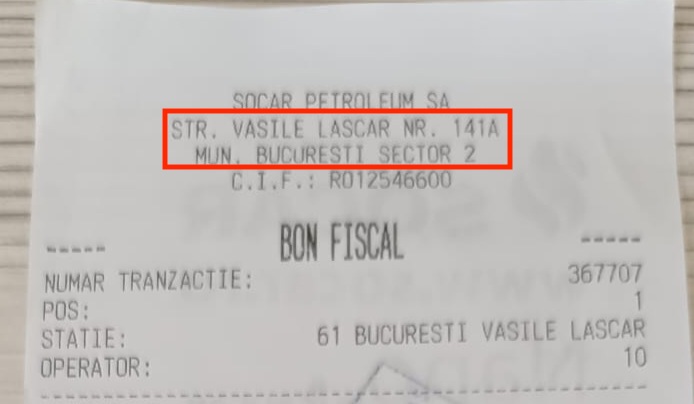 SOCAR PETROLEUM SA
STR. VASILE LASCAR NR. 141A
MUN. BUCURESTI SECTOR 2
C.I.F.: RO12546600
----- BON FISCAL -----
NUMAR TRANZACTIE: 367707
POS: 1
STATIE: 61 BUCURESTI VASILE LASCAR
OPERATOR: 10